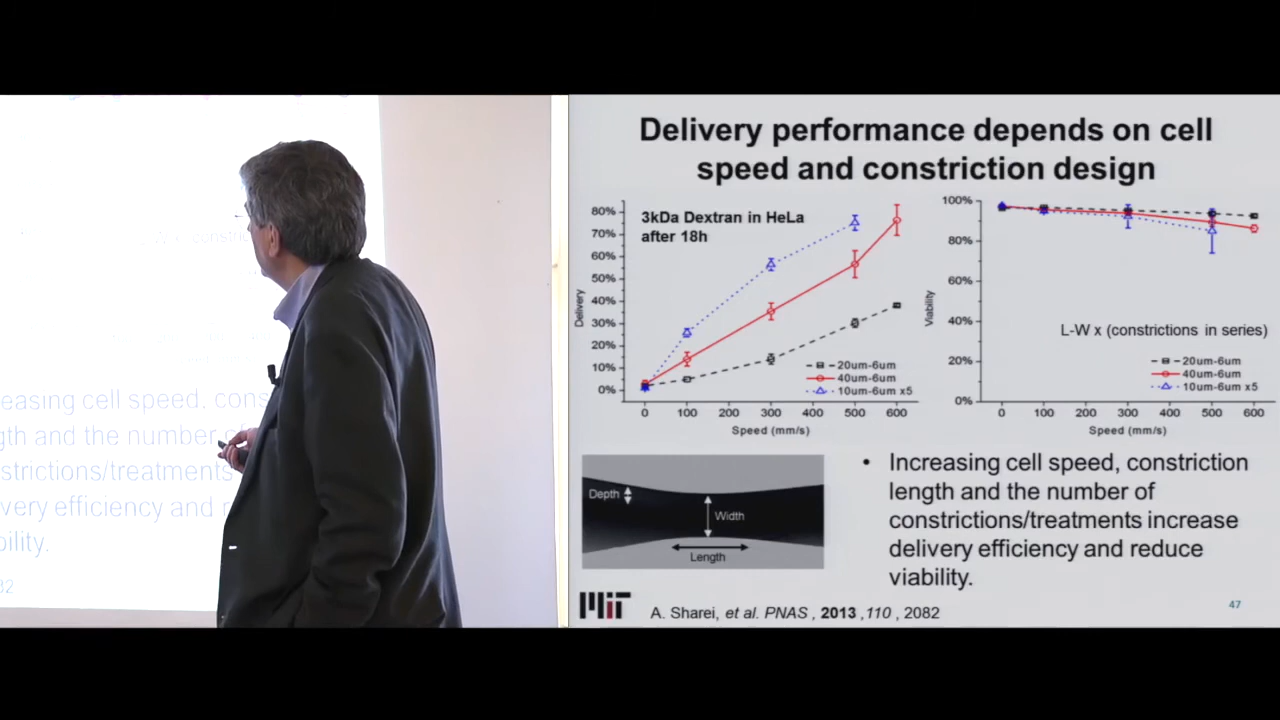 easing cell speed, cons
gth and the number of
strictions/treatments
very efficiency and r
bility.
Delivery performance depends on cell
speed and constriction design
3kDa Dextran in HeLa
after 18h
80%
70%
60%
50%
40%
30%
20%
10%
0%
Delivery
20um-6um
40um-6um
10um-6um x5
0 100 200 300 400 500 600
Speed (mm/s)
100%
80%
60%
40%
20%
0%
Viability
L-W x (constrictions in series)
20um-6um
40um-6um
10um-6um x5
0 100 200 300 400 500 600
Speed (mm/s)
Depth
Width
Length
• Increasing cell speed, constriction
length and the number of
constrictions/treatments increase
delivery efficiency and reduce
viability.
MIT
A. Sharei, et al. PNAS , 2013 ,110 , 2082
47